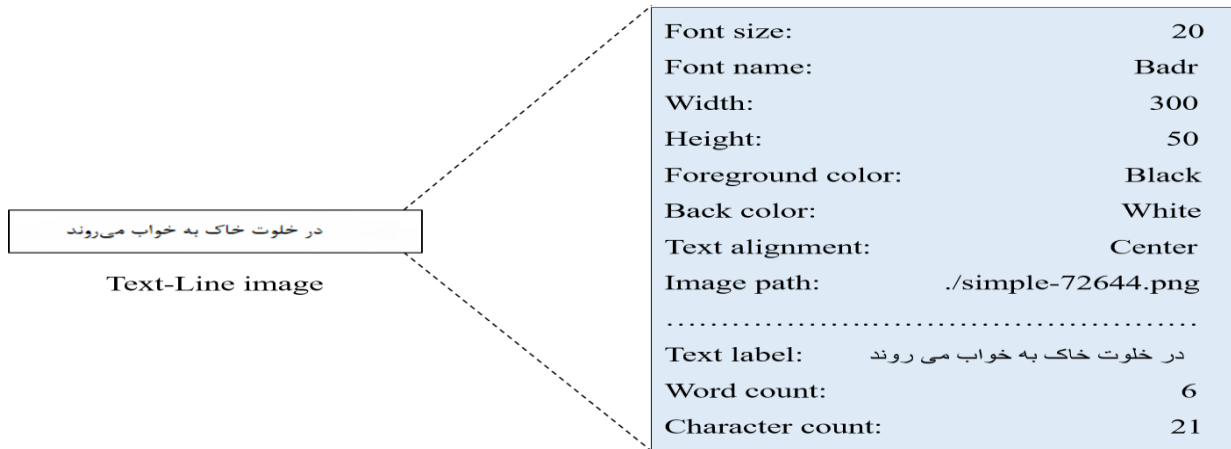 Font size: 20
Font name: Badr
Width: 300
Height: 50
Foreground color: Black
Back color: White
Text alignment: Center
Image path: ./simple-72644.png
Text label: در خلوت خاک به خواب می روند
Word count: 6
Character count: 21
در خلوت خاک به خواب می‌روند
Text-Line image